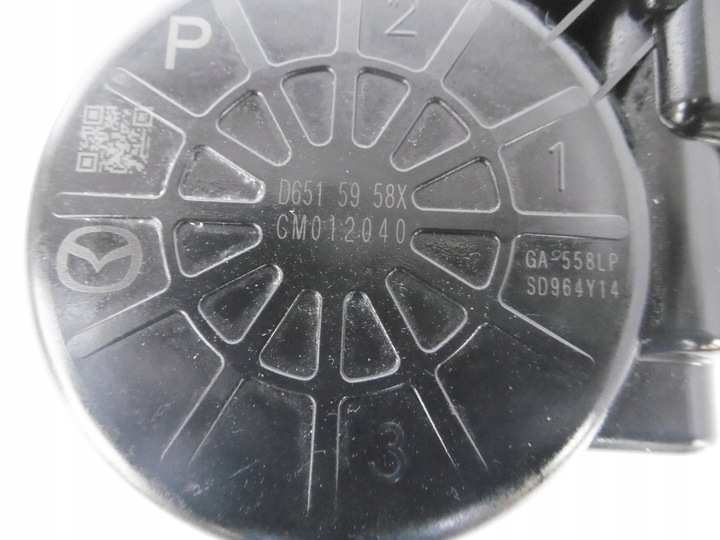 P
2
1
D651 59 58X
CM012040
GA-558LP
SD964Y14
3